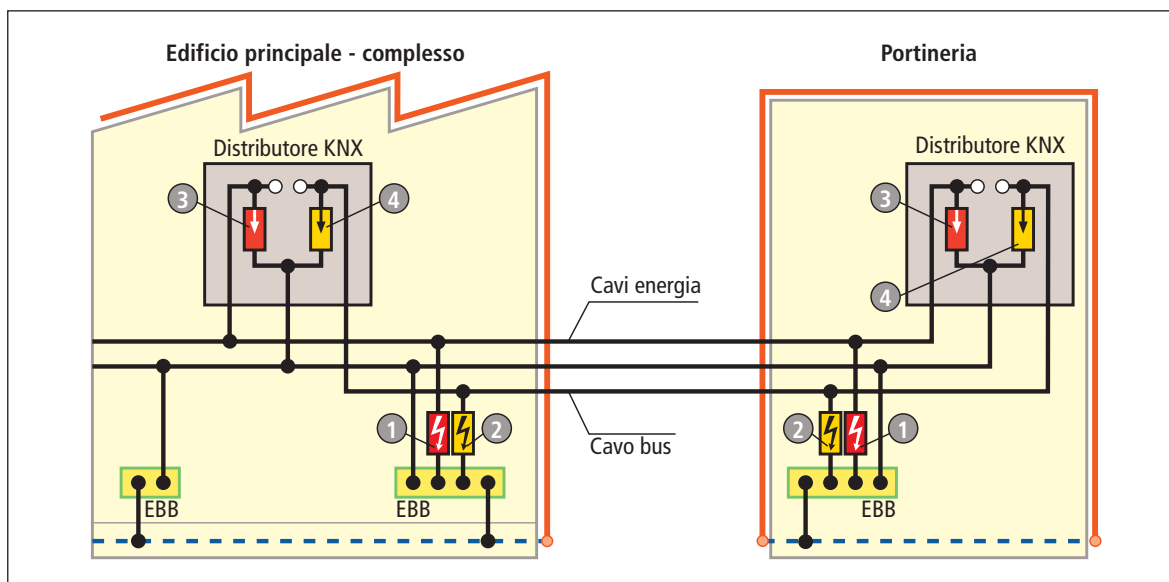 Edificio principale - complesso
Portineria
Distributore KNX
Distributore KNX
3
4
3
4
Cavi energia
1
2
Cavo bus
2
1
EBB
EBB
EBB